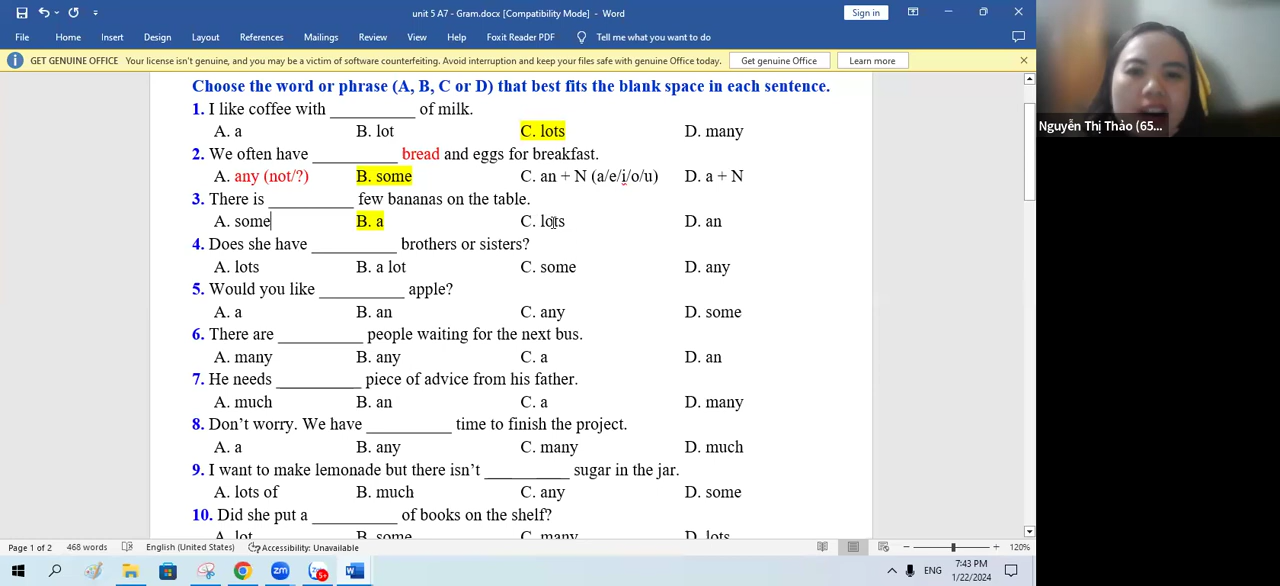 unit 5 A7 - Gram.docx [Compatibility Mode] - Word
Sign in
File Home Insert Design Layout References Mailings Review View Help Foxit Reader PDF Tell me what you want to do
GET GENUINE OFFICE Your license isn't genuine, and you may be a victim of software counterfeiting. Avoid interruption and keep your files safe with genuine Office today. Get genuine Office Learn more
Choose the word or phrase (A, B, C or D) that best fits the blank space in each sentence.
1. I like coffee with __________ of milk.
A. a B. lot C. lots D. many
2. We often have __________ bread and eggs for breakfast.
A. any (not/?) B. some C. an + N (a/e/i/o/u) D. a + N
3. There is __________ few bananas on the table.
A. some B. a C. lots D. an
4. Does she have __________ brothers or sisters?
A. lots B. a lot C. some D. any
5. Would you like __________ apple?
A. a B. an C. any D. some
6. There are __________ people waiting for the next bus.
A. many B. any C. a D. an
7. He needs __________ piece of advice from his father.
A. much B. an C. a D. many
8. Don't worry. We have __________ time to finish the project.
A. a B. any C. many D. much
9. I want to make lemonade but there isn't __________ sugar in the jar.
A. lots of B. much C. any D. some
10. Did she put a __________ of books on the shelf?
A. lot B. some C. many D. lots
Nguyễn Thị Thảo (65...
Page 1 of 2 468 words English (United States) Accessibility: Unavailable 120%
zm 5+ ENG 7:43 PM
1/22/2024